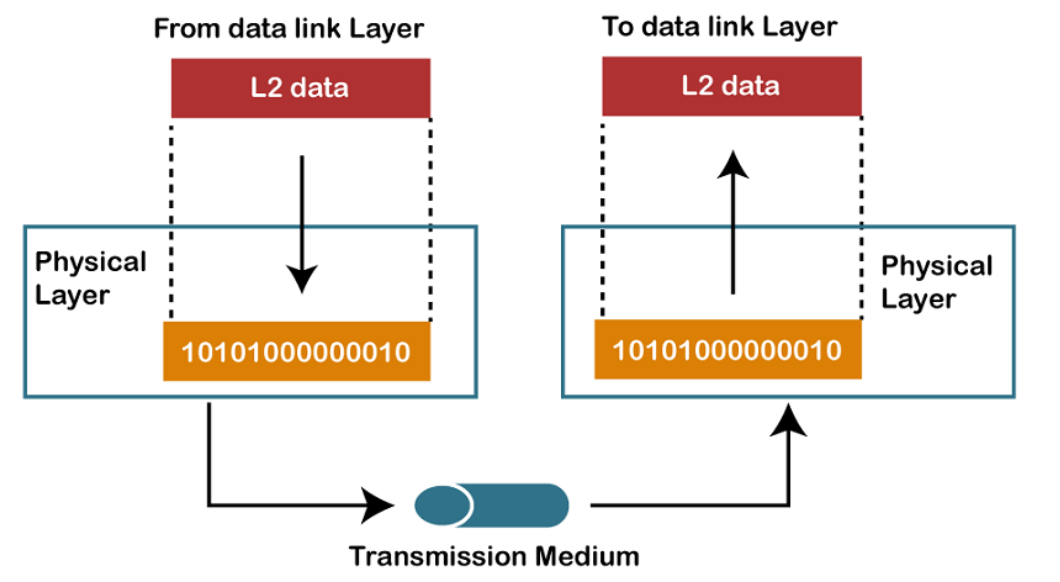 From data link Layer
L2 data
Physical
Layer
10101000000010
To data link Layer
L2 data
Physical
Layer
10101000000010
Transmission Medium